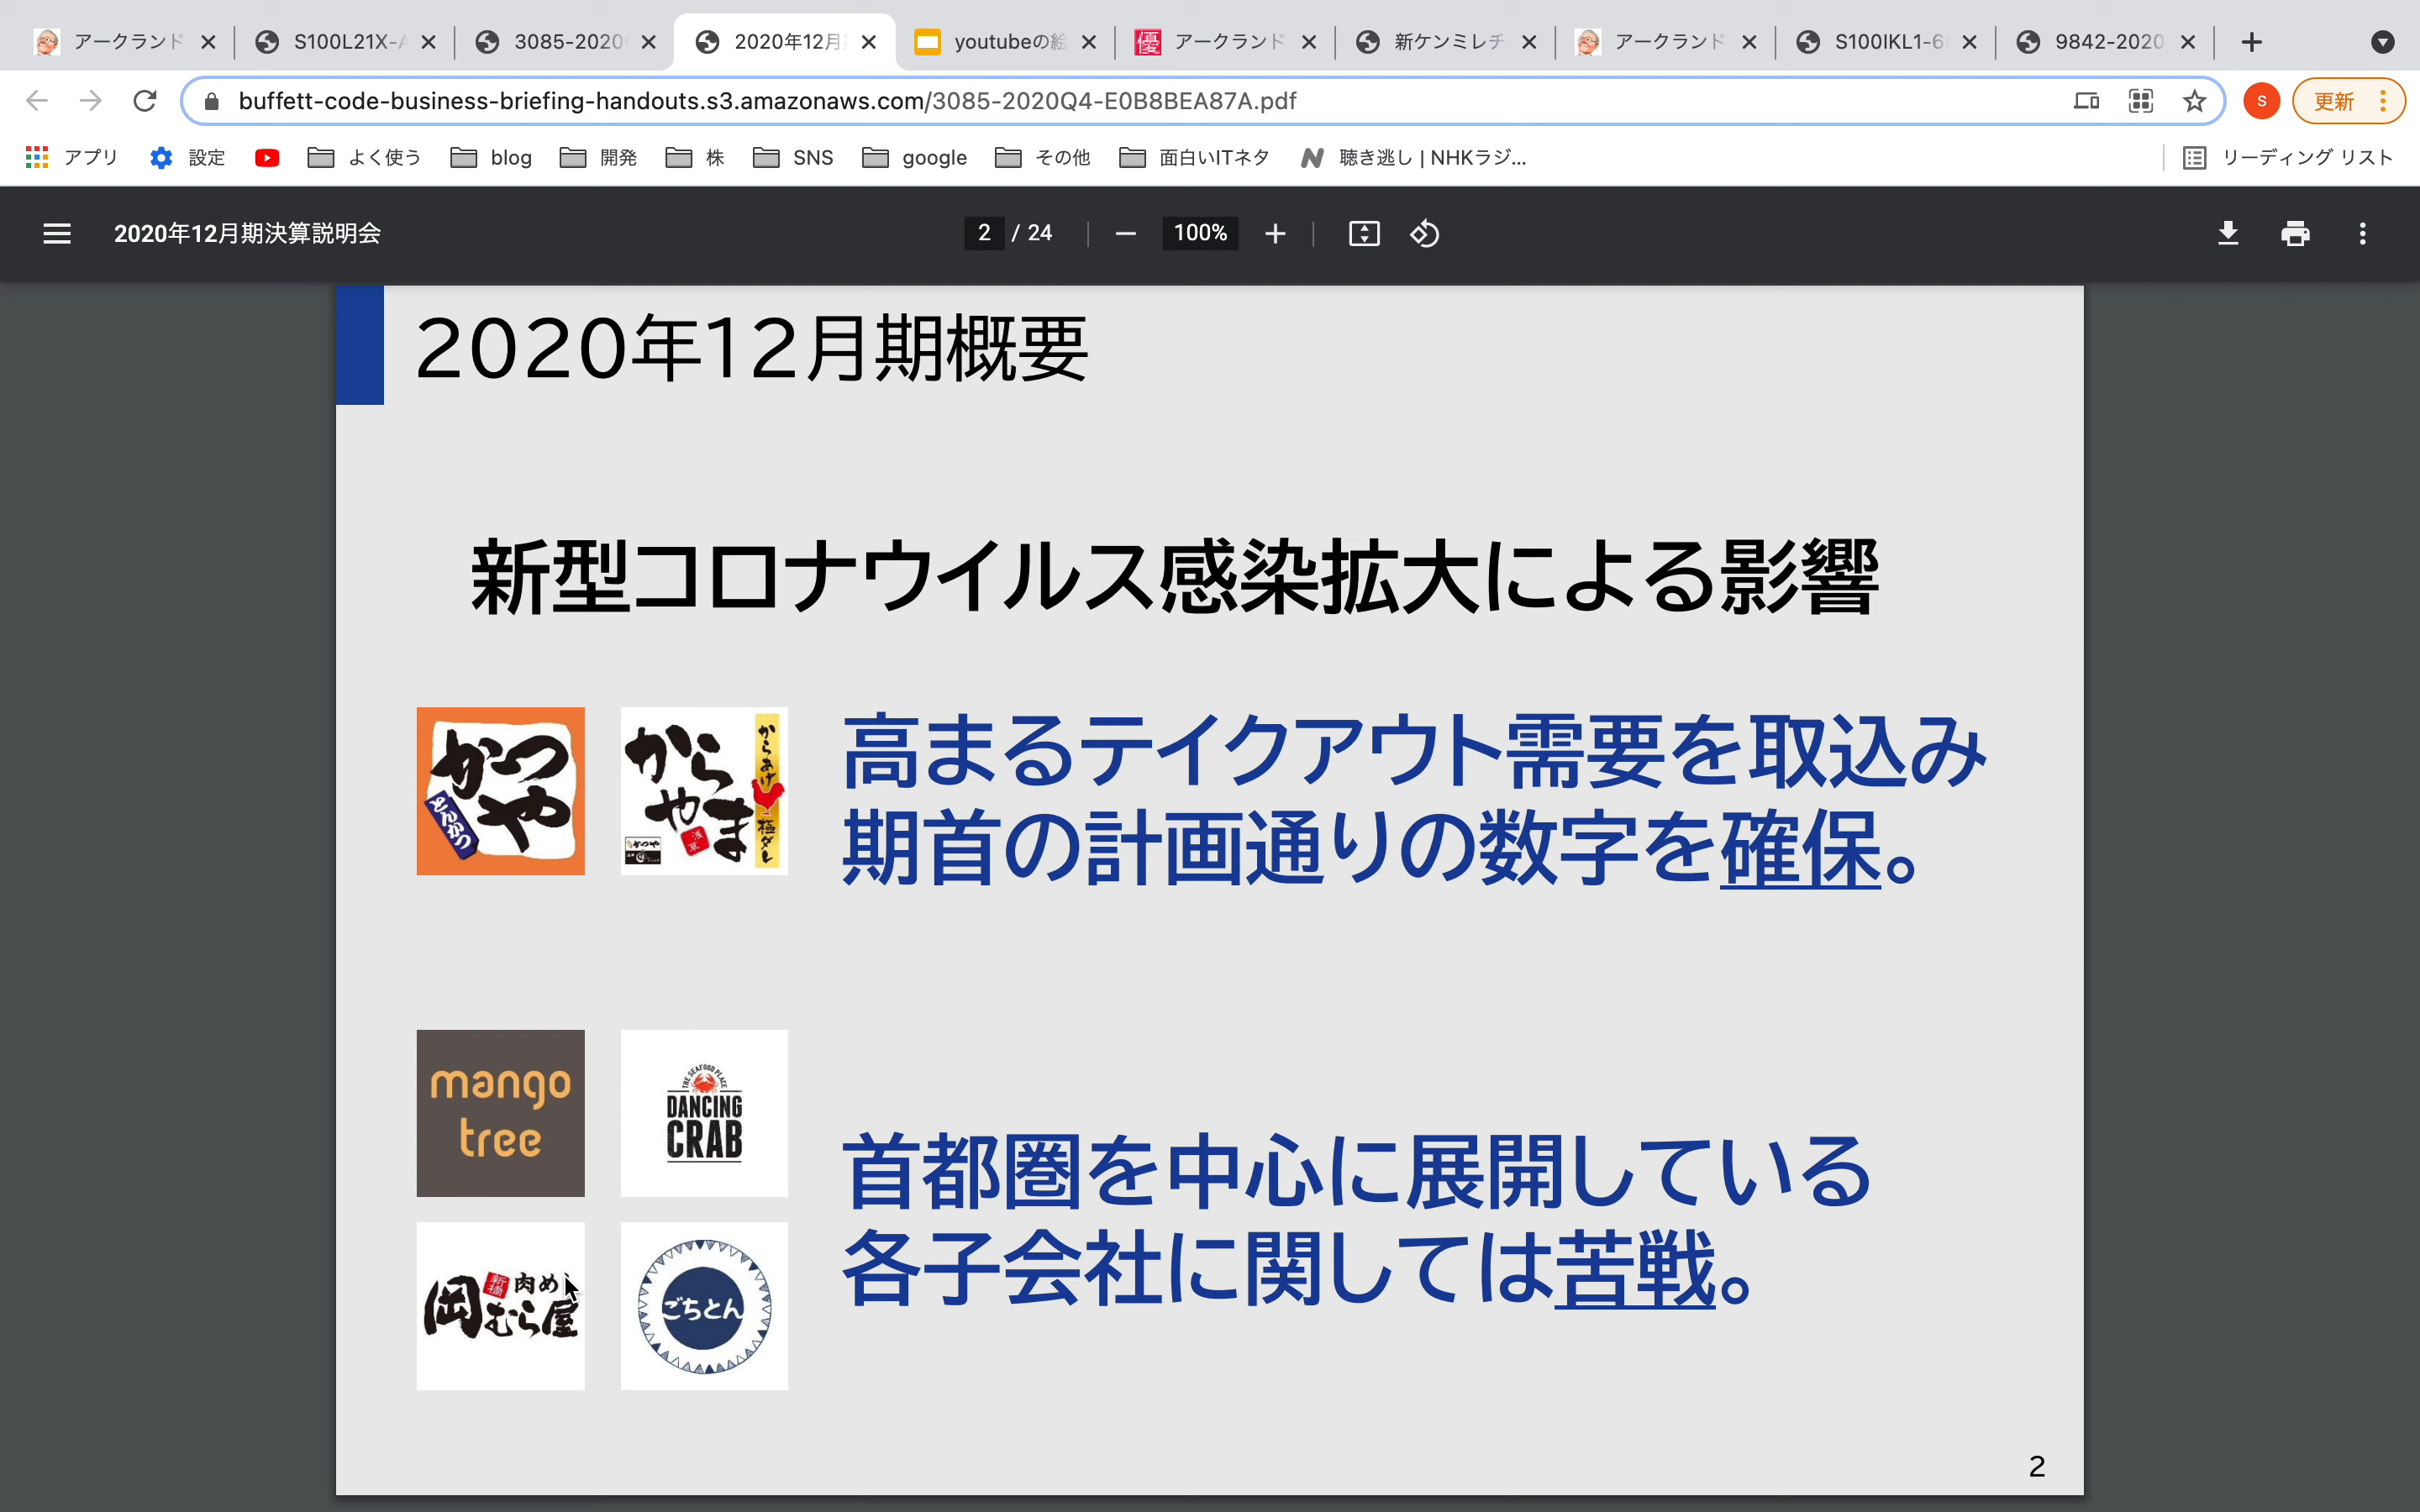 アークランド
S100L21X-A
3085-2020
2020年12月
youtubeの絵
アークランド
新ケンミレチ
アークランド
S100IKL1-6
9842-2020
buffett-code-business-briefing-handouts.s3.amazonaws.com/3085-2020Q4-E0B8BEA87A.pdf
S
更新
アプリ
設定
よく使う
blog
開発
株
SNS
google
その他
面白いITネタ
聴き逃し | NHKラジ...
リーディング リスト
2020年12月期決算説明会
2 / 24
100%
2020年12月期概要
新型コロナウイルス感染拡大による影響
かつや
とんかつ
からやま
からあげ
極ダレ
浅草
かつや
高まるテイクアウト需要を取込み
期首の計画通りの数字を確保。
mango
tree
THE SEAFOOD PLACE
DANCING
CRAB
新橋
肉めし
岡むら屋
ごちとん
首都圏を中心に展開している
各子会社に関しては苦戦。
2